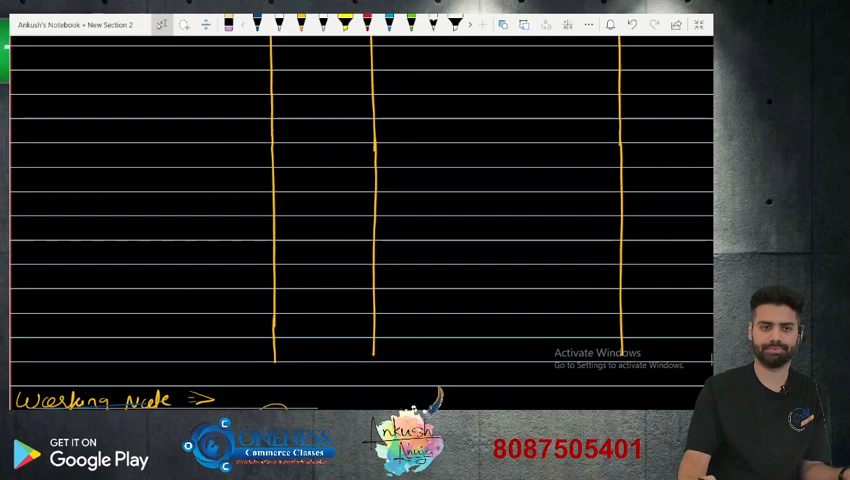 Ankush's Notebook » New Section 2
Activate Windows
Go to Settings to activate Windows.
Working Note ⇒
GET IT ON
Google Play
ONENESS
Commerce Classes
Ankush
8087505401